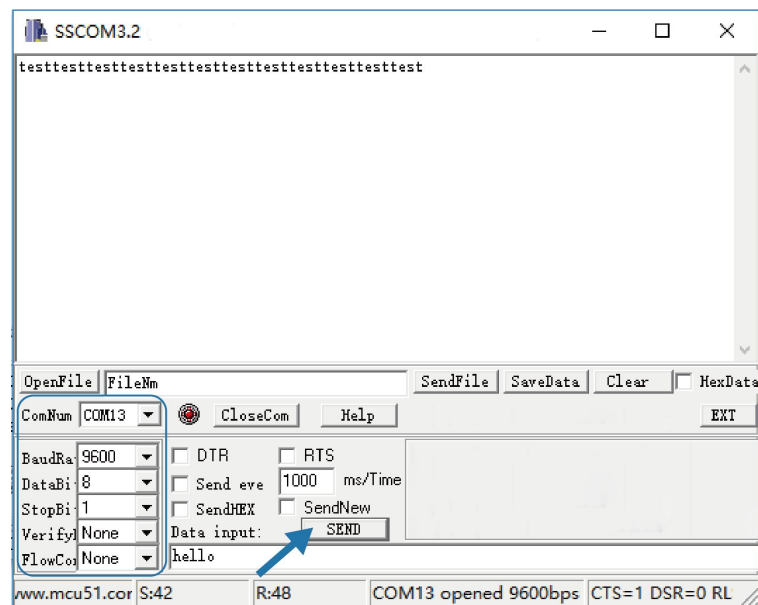 SSCOM3.2
testtesttesttesttesttesttesttesttesttesttesttest
OpenFile FileNm SendFile SaveData Clear HexData
ComNum COM13 CloseCom Help EXT
BaudRa 9600 DTR RTS
DataBi 8 Send eve 1000 ms/Time
StopBi 1 SendHEX SendNew
Verify None Data input: SEND
FlowCo None hello
www.mcu51.cor S:42 R:48 COM13 opened 9600bps CTS=1 DSR=0 RL